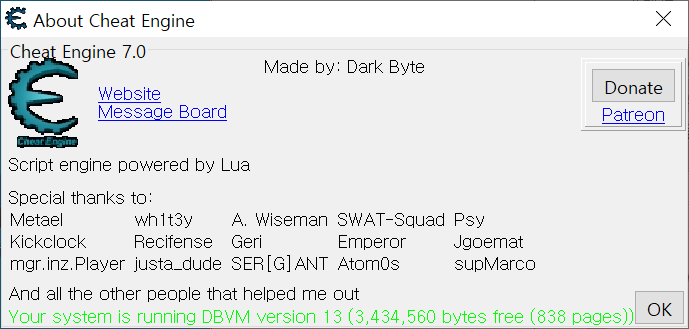 About Cheat Engine
Cheat Engine 7.0
Made by: Dark Byte
Website
Message Board
Donate
Patreon
Cheat Engine
Script engine powered by Lua
Special thanks to:
Metael wh1t3y A. Wiseman SWAT-Squad Psy
Kickclock Recifense Geri Emperor Jgoemat
mgr.inz.Player justa_dude SER[G]ANT Atom0s supMarco
And all the other people that helped me out
Your system is running DBVM version 13 (3,434,560 bytes free (838 pages))
OK